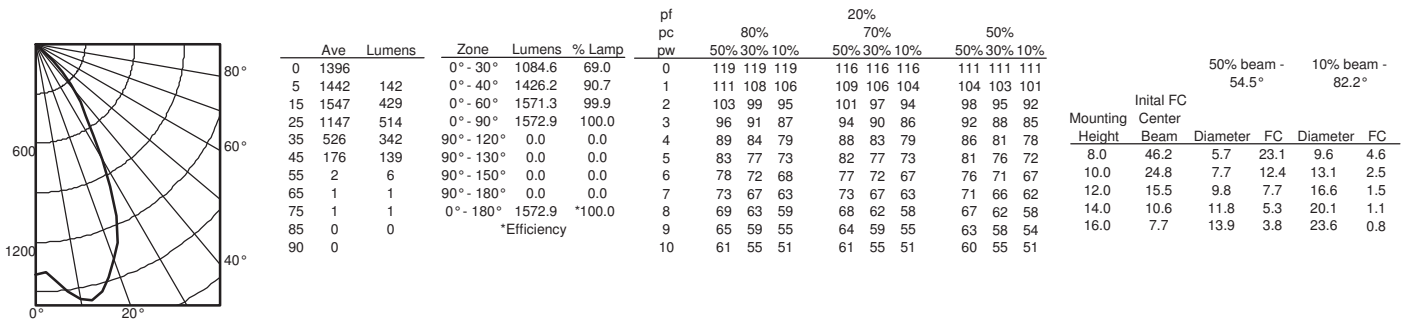 600
1200
0° 20°
80°
60°
40°
Ave Lumens
0 1396
5 1442 142
15 1547 429
25 1147 514
35 526 342
45 176 139
55 2 6
65 1 1
75 1 1
85 0 0
90 0
Zone Lumens % Lamp
0° - 30° 1084.6 69.0
0° - 40° 1426.2 90.7
0° - 60° 1571.3 99.9
0° - 90° 1572.9 100.0
90° - 120° 0.0 0.0
90° - 130° 0.0 0.0
90° - 150° 0.0 0.0
90° - 180° 0.0 0.0
0° - 180° 1572.9 *100.0
*Efficiency
pf 20%
pc 80% 70% 50%
pw 50% 30% 10% 50% 30% 10% 50% 30% 10%
0 119 119 119 116 116 116 111 111 111
1 111 108 106 109 106 104 104 103 101
2 103 99 95 101 97 94 98 95 92
3 96 91 87 94 90 86 92 88 85
4 89 84 79 88 83 79 86 81 78
5 83 77 73 82 77 73 81 76 72
6 78 72 68 77 72 67 76 71 67
7 73 67 63 73 67 63 71 66 62
8 69 63 59 68 62 58 67 62 58
9 65 59 55 64 59 55 63 58 54
10 61 55 51 61 55 51 60 55 51
50% beam - 10% beam -
54.5° 82.2°
Inital FC
Mounting Center
Height Beam Diameter FC Diameter FC
8.0 46.2 5.7 23.1 9.6 4.6
10.0 24.8 7.7 12.4 13.1 2.5
12.0 15.5 9.8 7.7 16.6 1.5
14.0 10.6 11.8 5.3 20.1 1.1
16.0 7.7 13.9 3.8 23.6 0.8